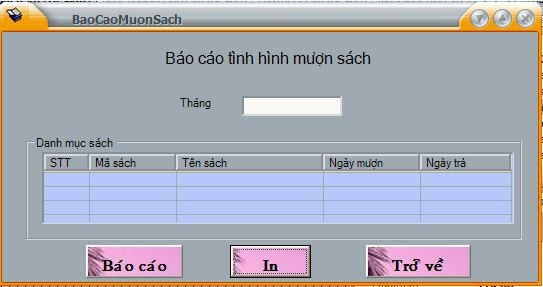 BaoCaoMuonSach
Báo cáo tình hình mượn sách
Tháng
Danh mục sách
STT Mã sách Tên sách Ngày mượn Ngày trả
Báo cáo In Trở về